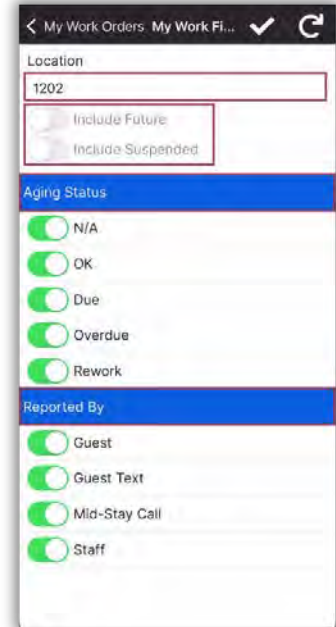 My Work Orders My Work Fi...
Location
1202
Include Future
Include Suspended
Aging Status
N/A
OK
Due
Overdue
Rework
Reported By
Guest
Guest Text
Mid-Stay Call
Staff